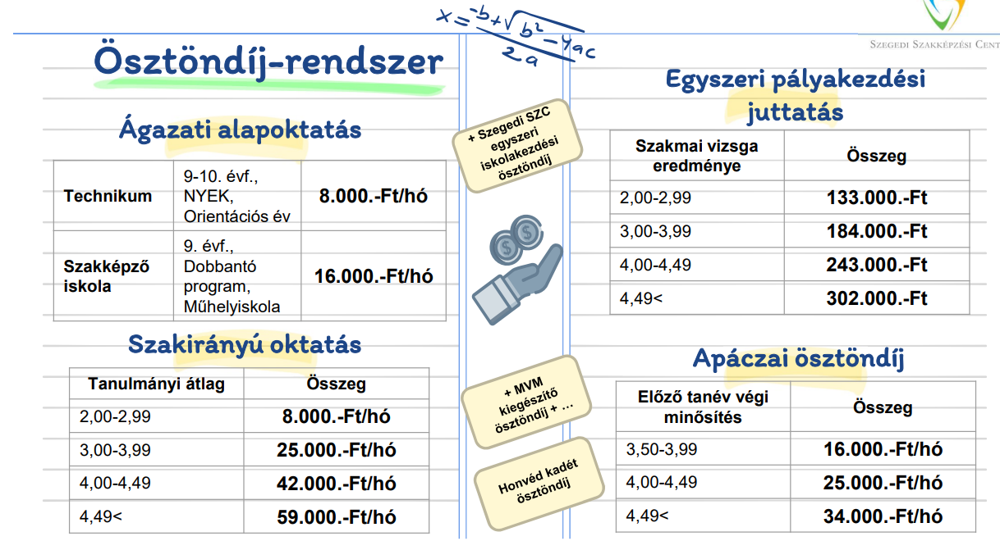 x = -b+√b²-4ac
2a
SZEGEDI SZAKKÉPZÉSI CENT
Ösztöndíj-rendszer
Ágazati alapoktatás
Technikum
9-10. évf.,
NYEK,
Orientációs év
8.000.-Ft/hó
Szakképző
iskola
9. évf.,
Dobbantó
program,
Műhelyiskola
16.000.-Ft/hó
Szakirányú oktatás
Tanulmányi átlag Összeg
2,00-2,99 8.000.-Ft/hó
3,00-3,99 25.000.-Ft/hó
4,00-4,49 42.000.-Ft/hó
4,49< 59.000.-Ft/hó
+ Szegedi SZC
egyszeri
iskolakezdési
ösztöndíj
$ $
+ MVM
kiegészítő
ösztöndíj + ...
Honvéd kadét
ösztöndíj
Egyszeri pályakezdési
juttatás
Szakmai vizsga
eredménye
Összeg
2,00-2,99 133.000.-Ft
3,00-3,99 184.000.-Ft
4,00-4,49 243.000.-Ft
4,49< 302.000.-Ft
Apáczai ösztöndíj
Előző tanév végi
minősítés
Összeg
3,50-3,99 16.000.-Ft/hó
4,00-4,49 25.000.-Ft/hó
4,49< 34.000.-Ft/hó